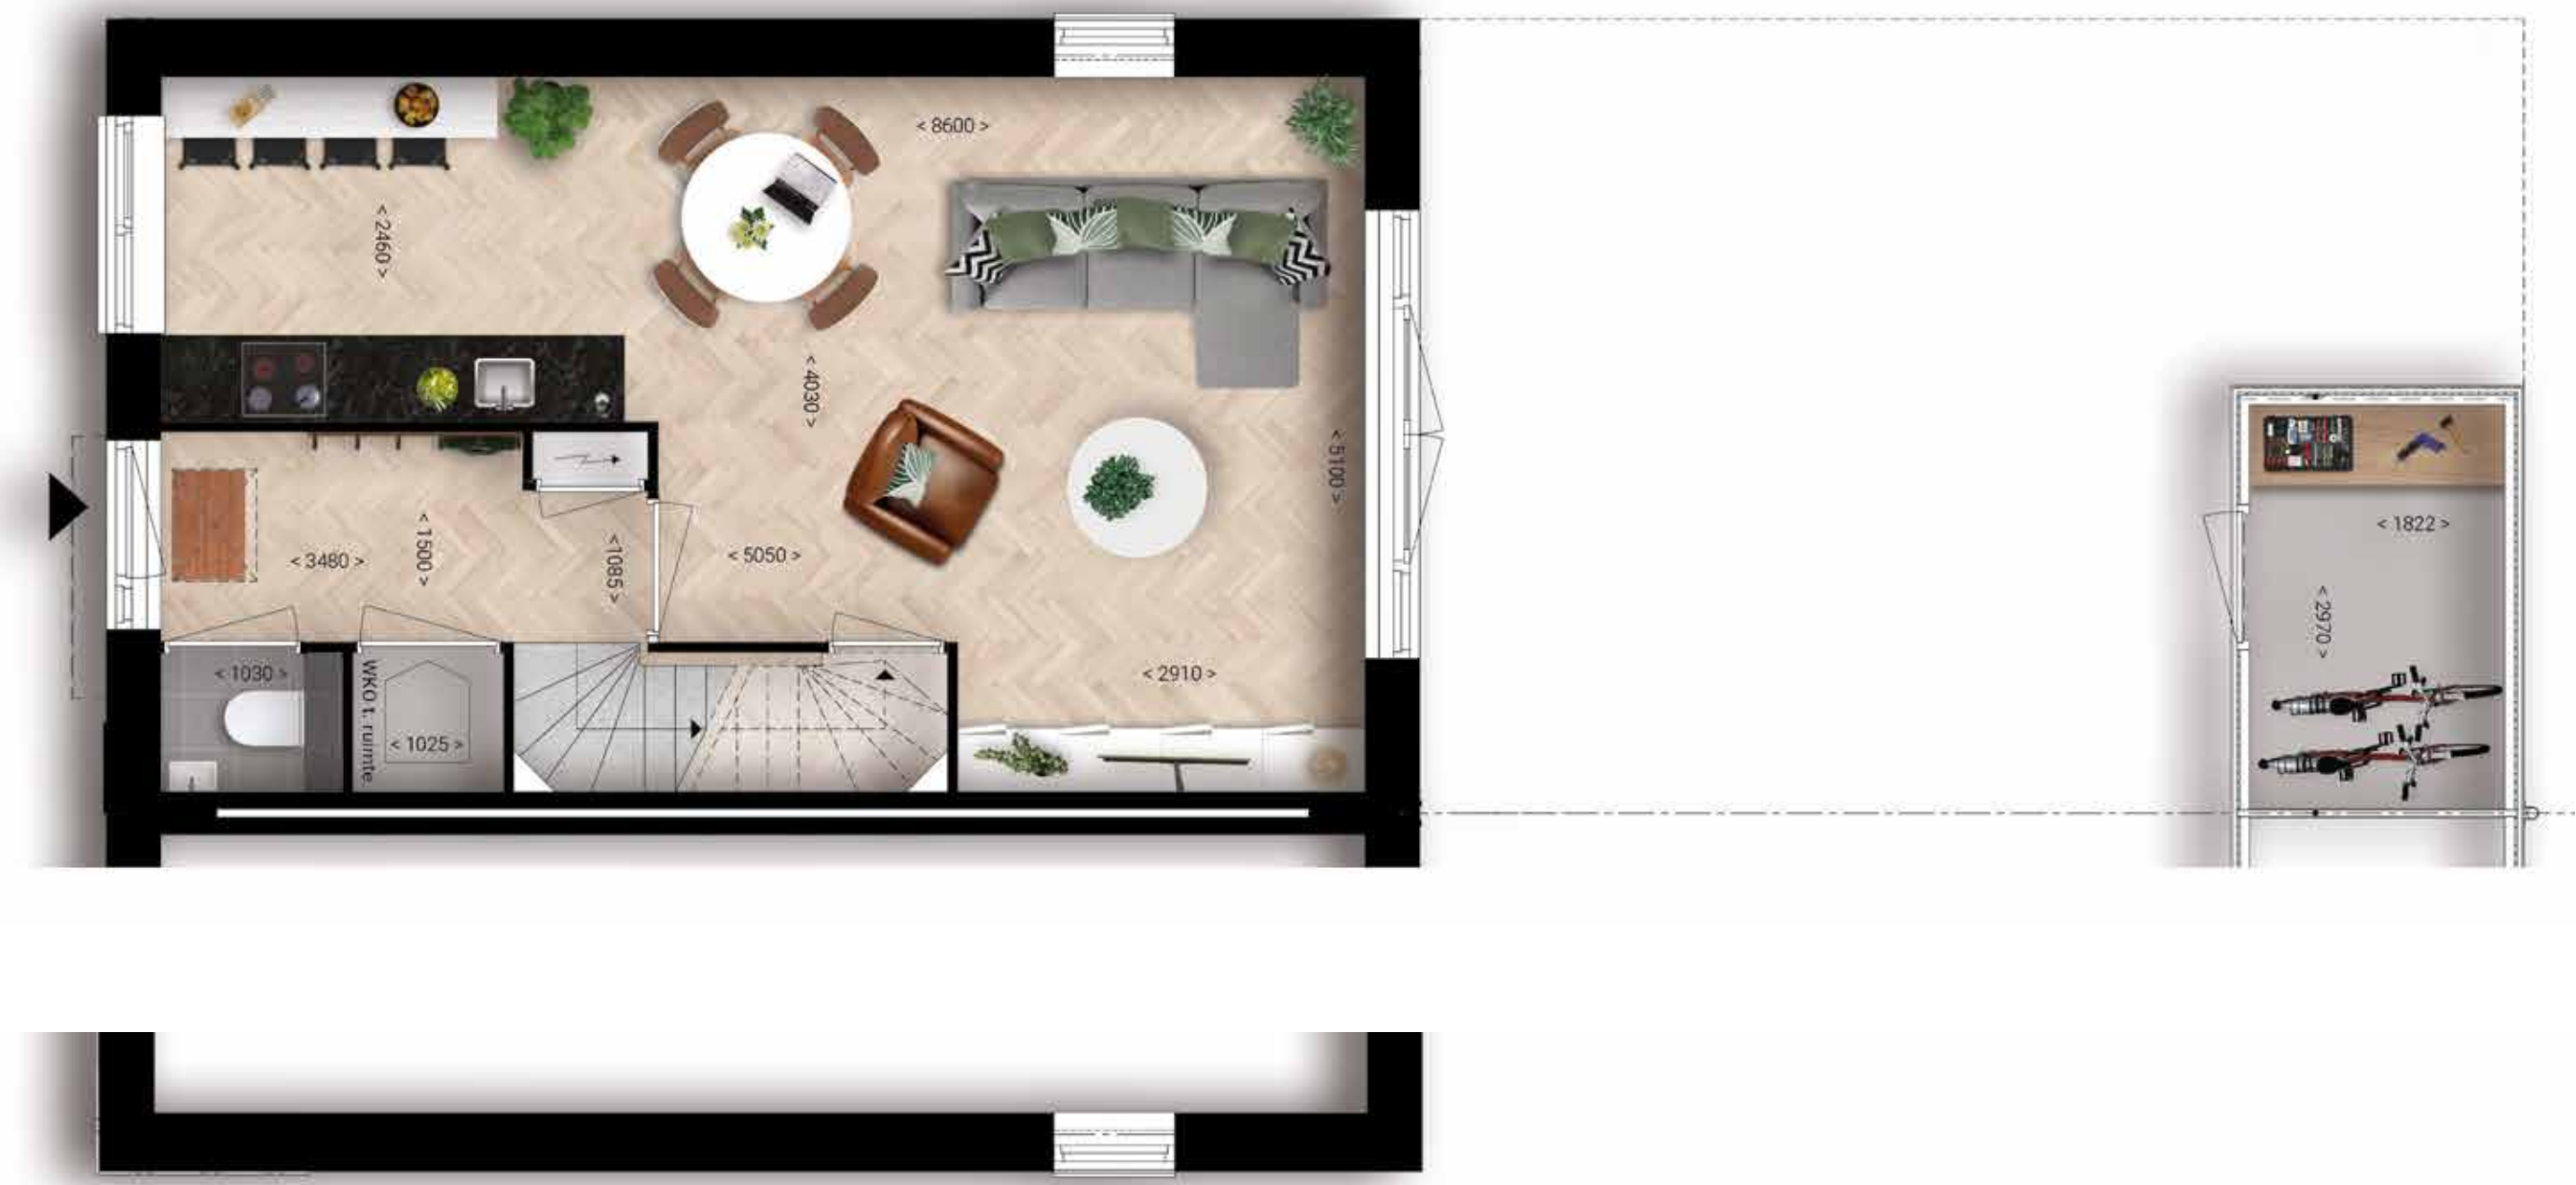 < 8600 >
< 2460 >
< 4030 >
< 5100 >
< 1822 >
< 3480 >
< 1500 >
<1085 >
< 5050 >
< 2970 >
< 1030 >
WKO t. ruimte
< 1025 >
< 2910 >